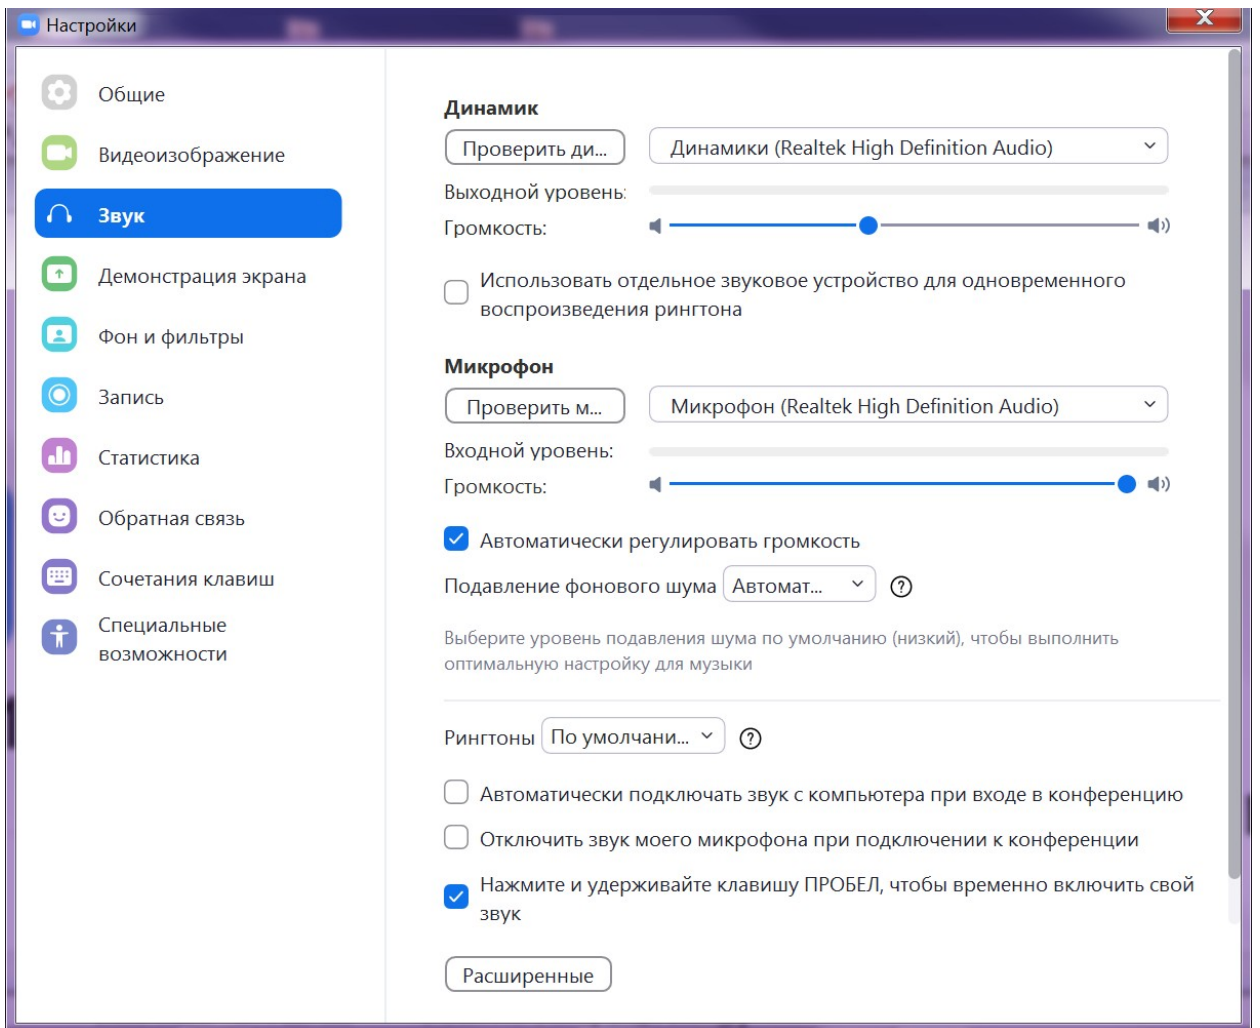 Настройки
Общие
Видеоизображение
Звук
Демонстрация экрана
Фон и фильтры
Запись
Статистика
Обратная связь
Сочетания клавиш
Специальные
возможности
Динамик
Проверить ди...
Динамики (Realtek High Definition Audio)
Выходной уровень:
Громкость:
Использовать отдельное звуковое устройство для одновременного
воспроизведения рингтона
Микрофон
Проверить м...
Микрофон (Realtek High Definition Audio)
Входной уровень:
Громкость:
Автоматически регулировать громкость
Подавление фонового шума Автомат...
Выберите уровень подавления шума по умолчанию (низкий), чтобы выполнить
оптимальную настройку для музыки
Рингтоны По умолчани...
Автоматически подключать звук с компьютера при входе в конференцию
Отключить звук моего микрофона при подключении к конференции
Нажмите и удерживайте клавишу ПРОБЕЛ, чтобы временно включить свой
звук
Расширенные